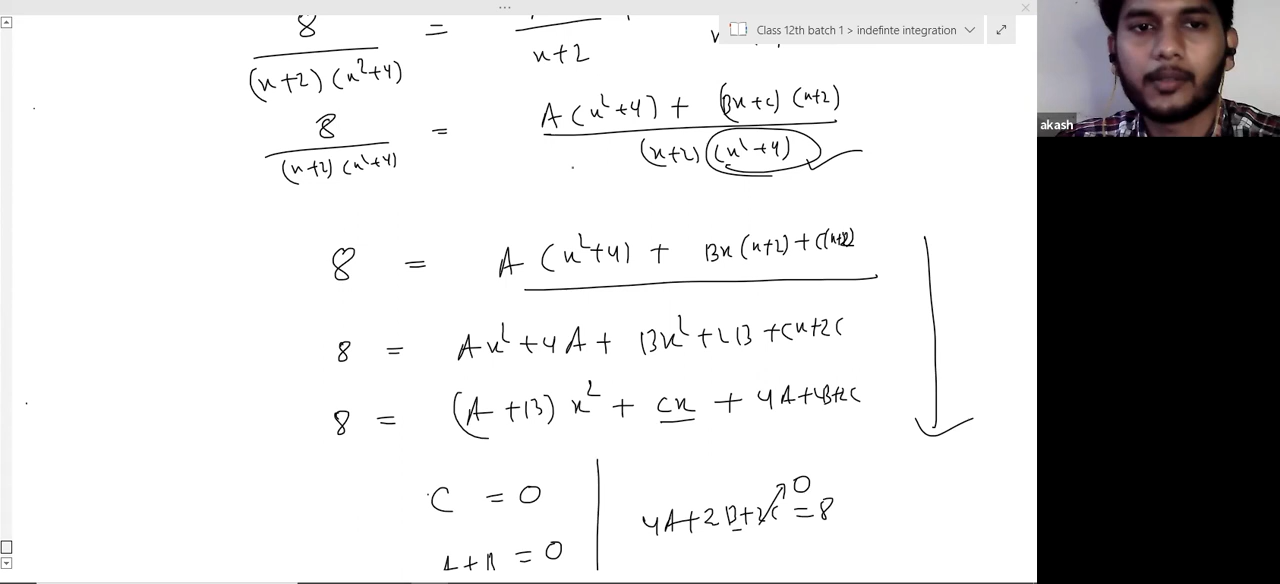 Class 12th batch 1 > indefinte integration
8 =
(x+2)(x²+4) x+2
8 = A(x²+4) + (Bx+c)(x+2)
(x+2)(x²+4) (x+2)(x²+4)
akash
8 = A(x²+4) + Bx(x+2)+C(x+2)
8 = Ax²+4A+ Bx²+2B+Cx+2C
8 = (A+B)x² + cx + 4A+2B+2C
C = 0
4A+2B+2C = 8
0
A+B = 0